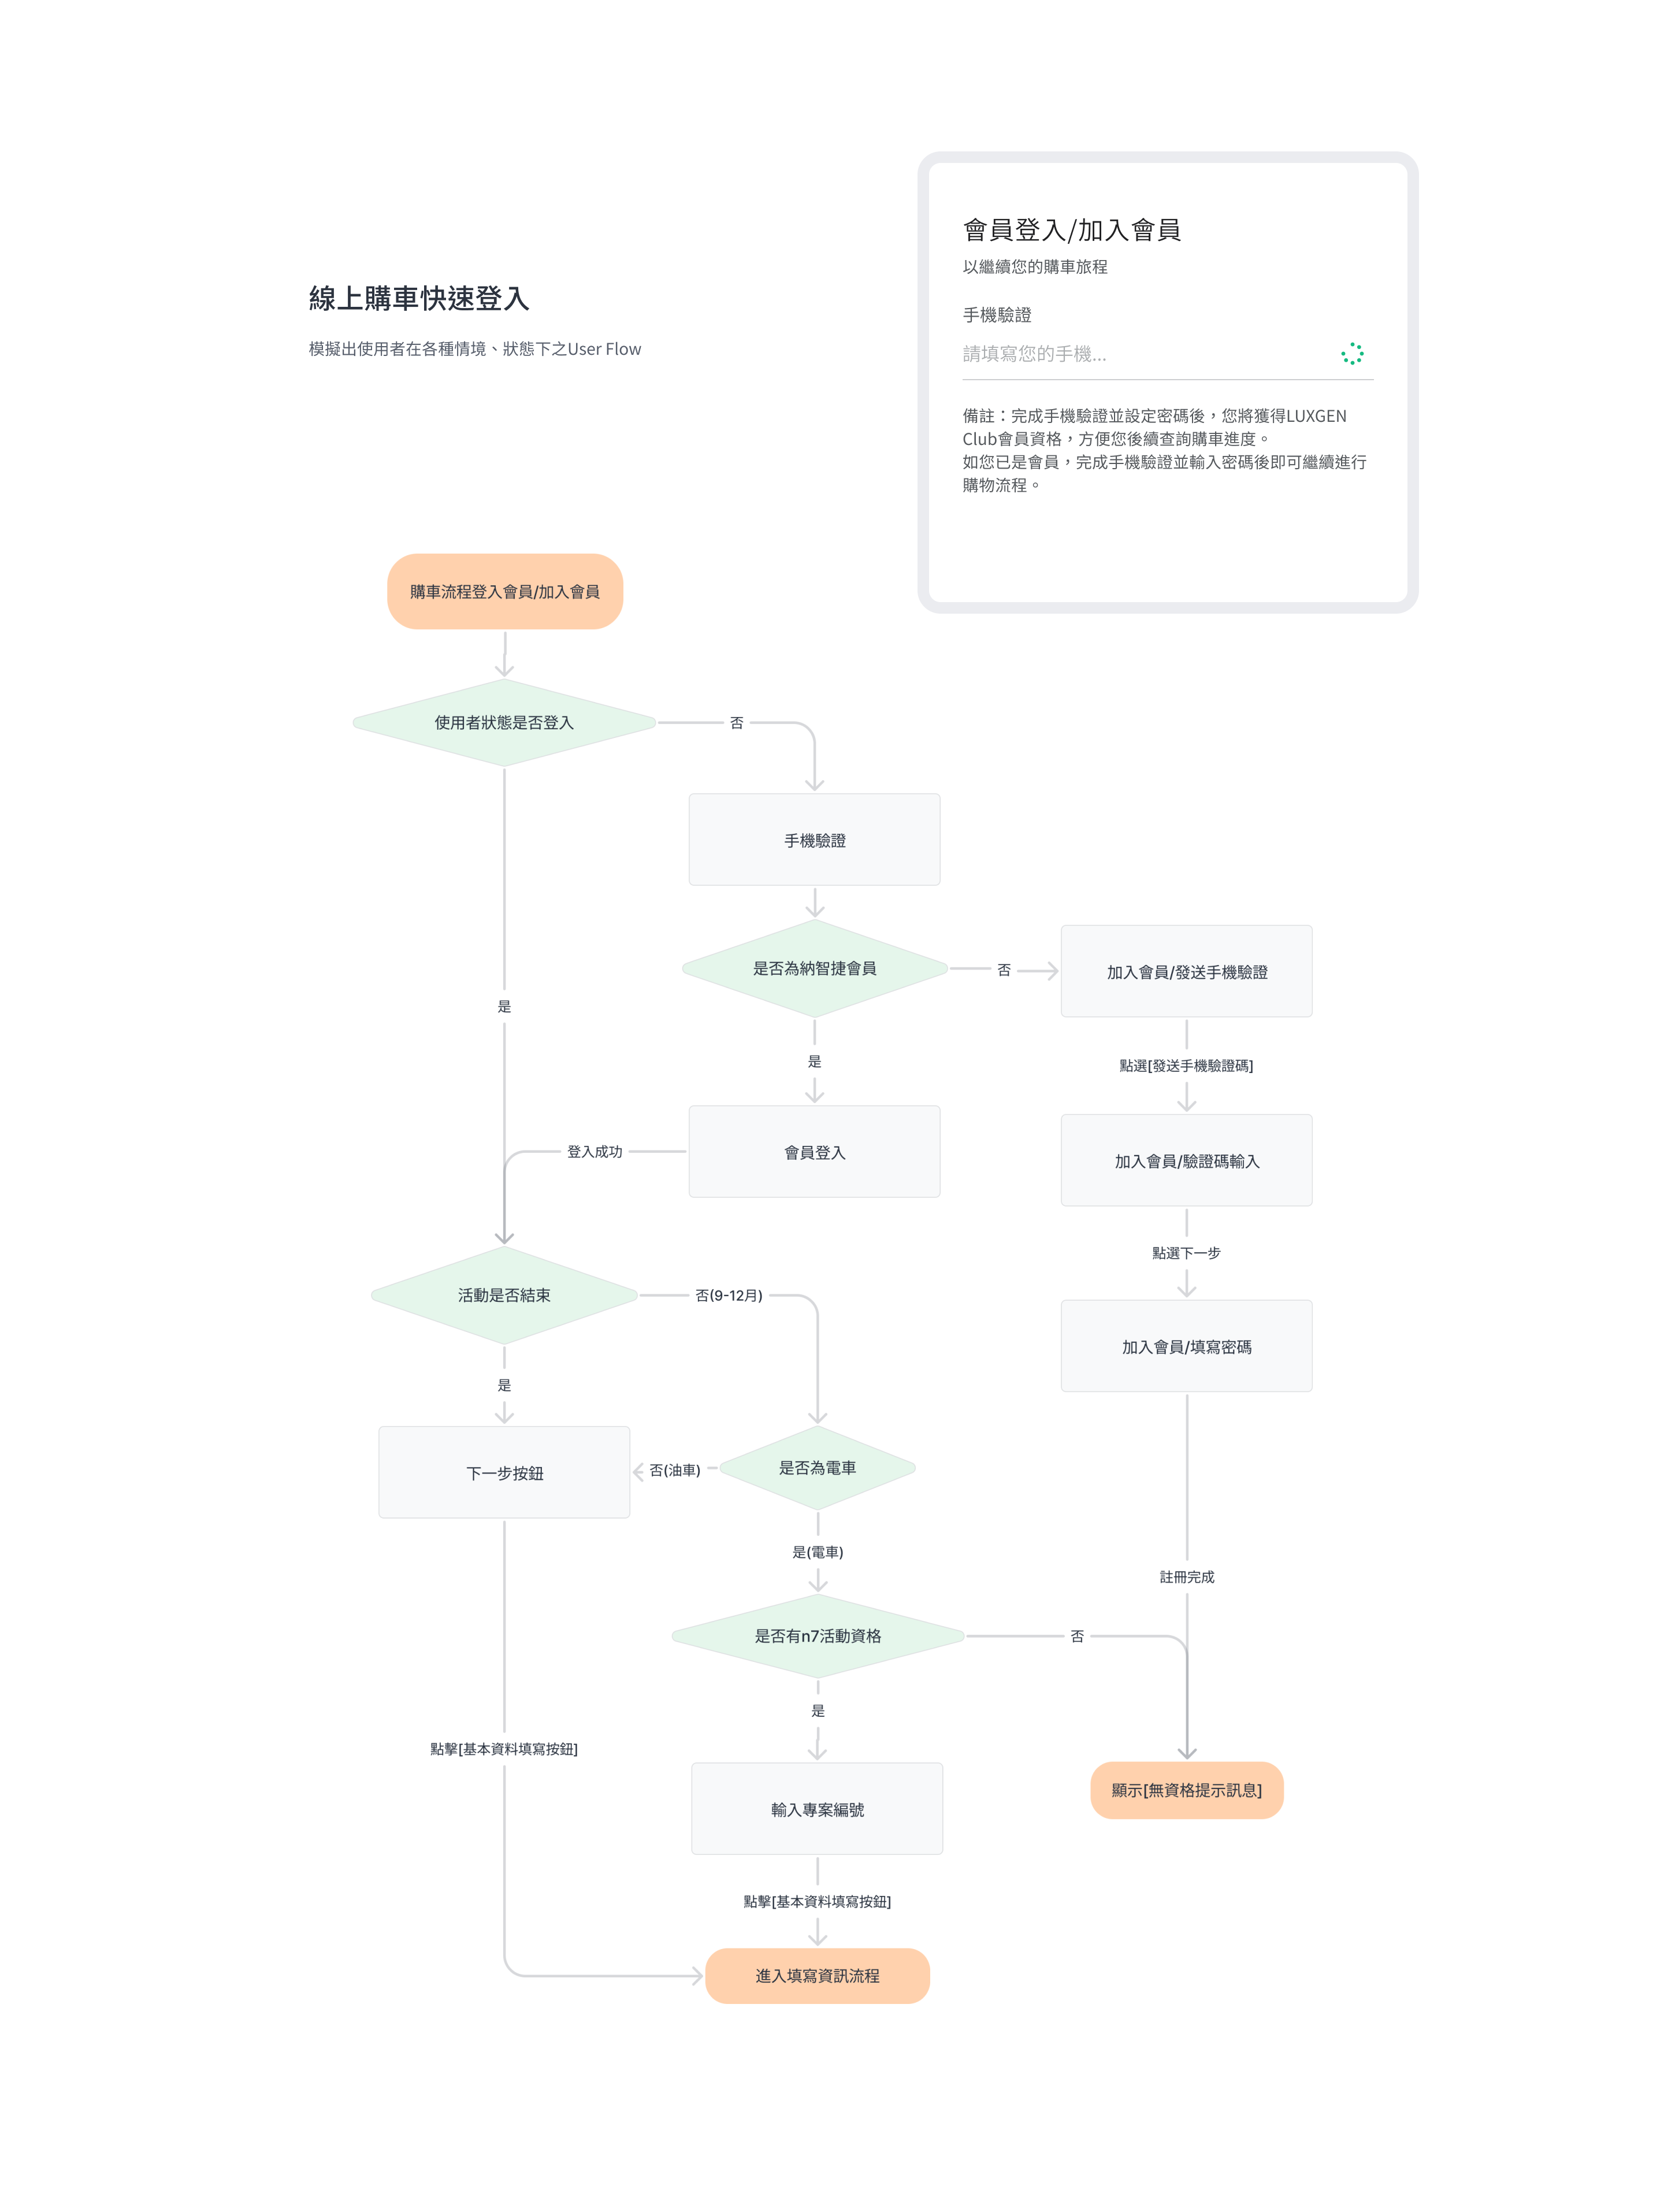 線上購車快速登入
模擬出使用者在各種情境、狀態下之User Flow
會員登入/加入會員
以繼續您的購車旅程
手機驗證
請填寫您的手機...
備註：完成手機驗證並設定密碼後，您將獲得LUXGEN
Club會員資格，方便您後續查詢購車進度。
如您已是會員，完成手機驗證並輸入密碼後即可繼續進行
購物流程。
購車流程登入會員/加入會員
使用者狀態是否登入
否
手機驗證
是否為納智捷會員
否
加入會員/發送手機驗證
是
是
點選[發送手機驗證碼]
登入成功
會員登入
加入會員/驗證碼輸入
點選下一步
活動是否結束
否(9-12月)
加入會員/填寫密碼
是
下一步按鈕
否(油車)
是否為電車
是(電車)
註冊完成
是否有n7活動資格
否
是
點擊[基本資料填寫按鈕]
顯示[無資格提示訊息]
輸入專案編號
點擊[基本資料填寫按鈕]
進入填寫資訊流程